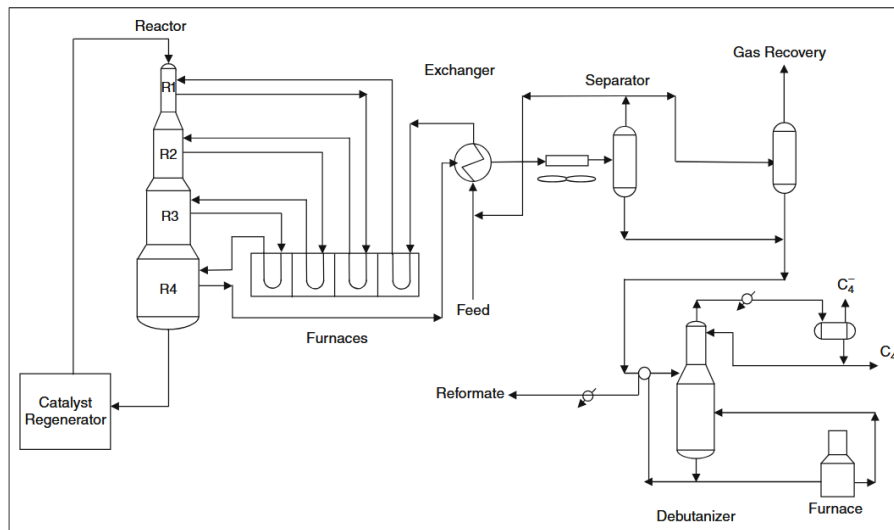 Reactor
Gas Recovery
Exchanger
Separator
R1
R2
R3
R4
Furnaces
Feed
C4-
C4
Catalyst
Regenerator
Reformate
Debutanizer
Furnace